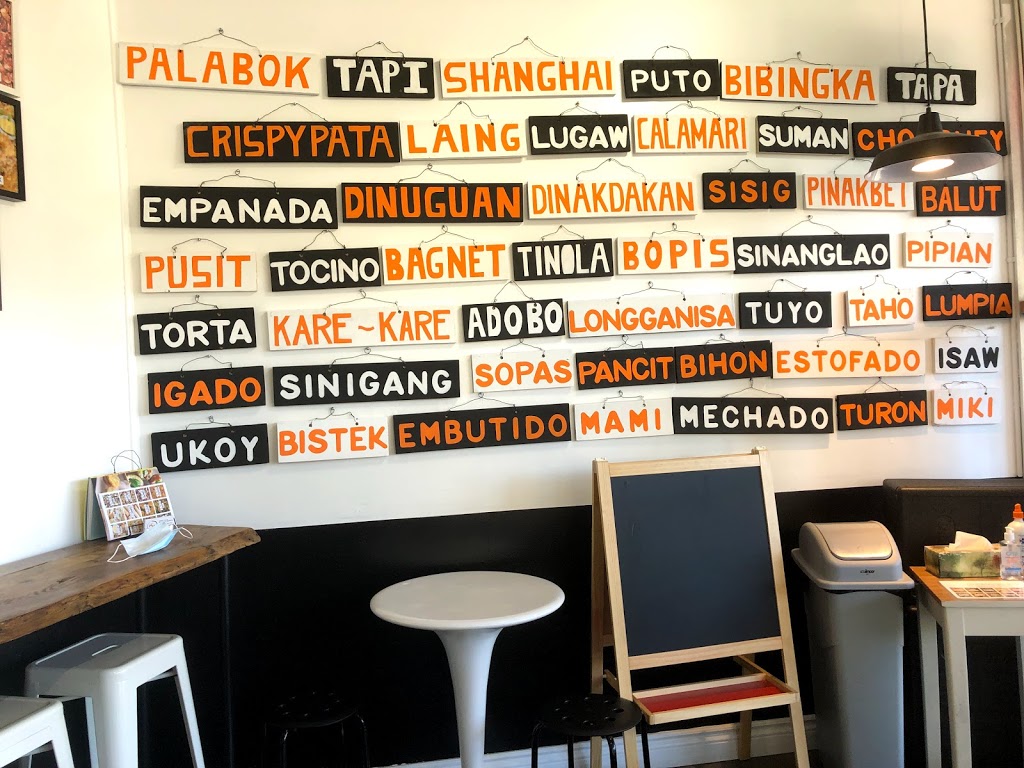 PALABOK TAPI SHANGHAI PUTO BIBINGKA TAPA
CRISPYPATA LAING LUGAW CALAMARI SUMAN
EMPANADA DINUGUAN DINAKDAKAN SISIG PINAKBET BALUT
PUSIT TOCINO BAGNET TINOLA BOPIS SINANGLAO PIPIAN
TORTA KARE~KARE ADOBO LONGGANISA TUYO TAHO LUMPIA
IGADO SINIGANG SOPAS PANCIT BIHON ESTOFADO ISAW
UKOY BISTEK EMBUTIDO MAMI MECHADO TURON MIKI